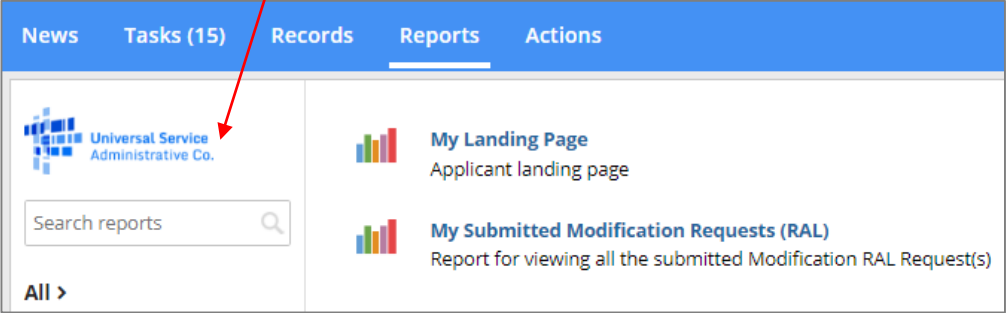 News Tasks (15) Records Reports Actions
Universal Service
Administrative Co.
Search reports
All >
My Landing Page
Applicant landing page
My Submitted Modification Requests (RAL)
Report for viewing all the submitted Modification RAL Request(s)